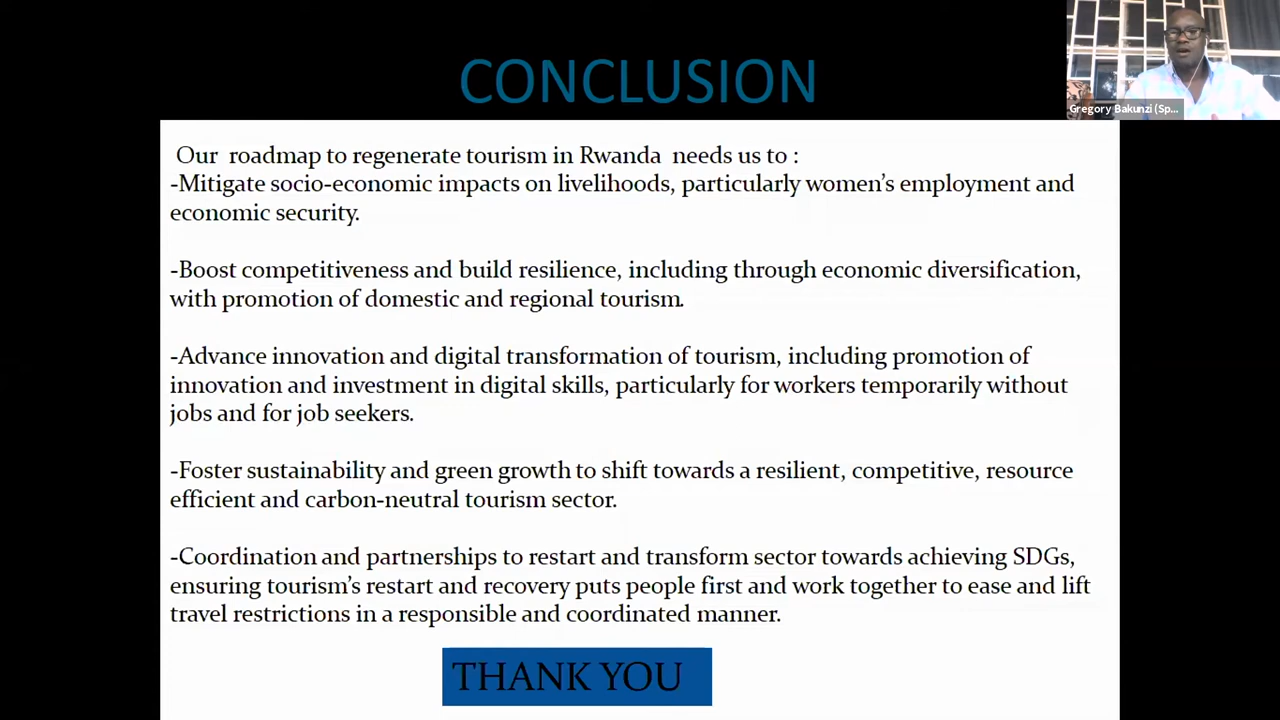 CONCLUSION
Gregory Bakunzi (Sp...
Our roadmap to regenerate tourism in Rwanda needs us to :
-Mitigate socio-economic impacts on livelihoods, particularly women's employment and
economic security.
-Boost competitiveness and build resilience, including through economic diversification,
with promotion of domestic and regional tourism.
-Advance innovation and digital transformation of tourism, including promotion of
innovation and investment in digital skills, particularly for workers temporarily without
jobs and for job seekers.
-Foster sustainability and green growth to shift towards a resilient, competitive, resource
efficient and carbon-neutral tourism sector.
-Coordination and partnerships to restart and transform sector towards achieving SDGs,
ensuring tourism's restart and recovery puts people first and work together to ease and lift
travel restrictions in a responsible and coordinated manner.
THANK YOU